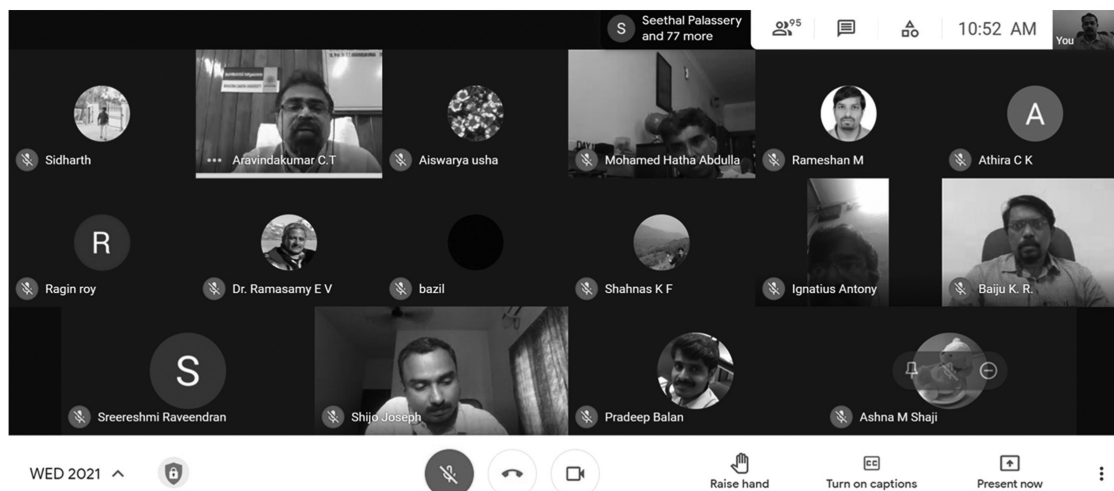 S
Seethal Palassery
and 77 more
95
10:52 AM
You
Sidharth
Aravindakumar C.T
Aiswarya usha
Mohamed Hatha Abdulla
Rameshan M
A
Athira C K
R
Ragin roy
Dr. Ramasamy E V
bazil
Shahnas K F
Ignatius Antony
Baiju K. R.
S
Sreereshmi Raveendran
Shijo Joseph
Pradeep Balan
Ashna M Shaji
WED 2021
Raise hand
CC
Turn on captions
Present now